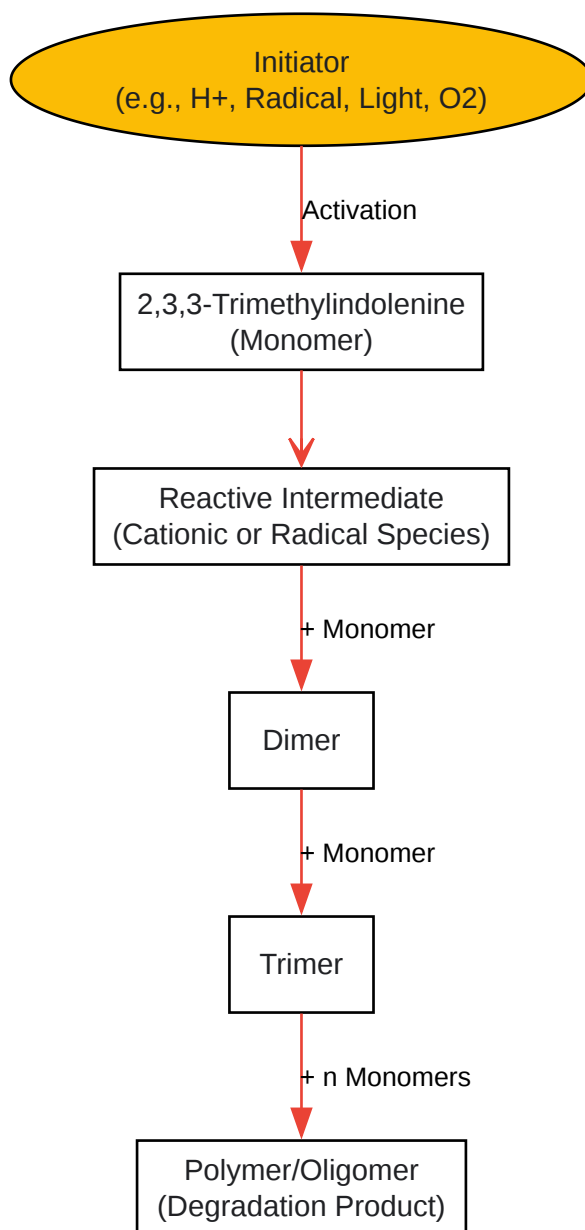 Initiator
(e.g., H+, Radical, Light, O2)
Activation
2,3,3-Trimethylindolenine
(Monomer)
Reactive Intermediate
(Cationic or Radical Species)
+ Monomer
Dimer
+ Monomer
Trimer
+ n Monomers
Polymer/Oligomer
(Degradation Product)